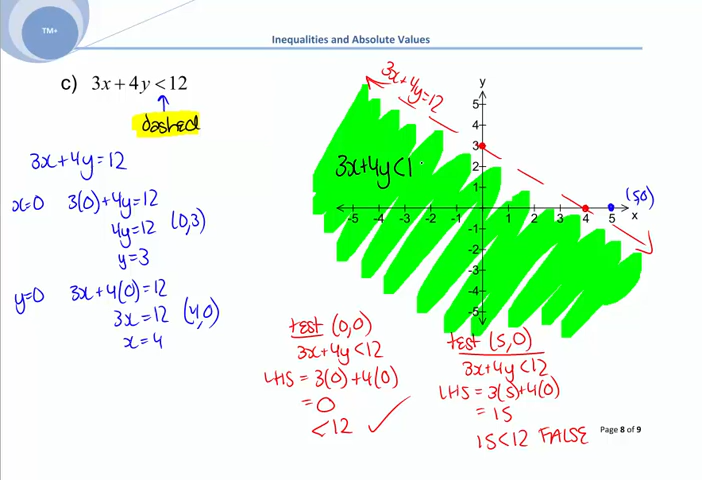 TM+
Inequalities and Absolute Values
c) 3x + 4y < 12
dashed
3x+4y=12
x=0 3(0)+4y=12
4y=12 (0,3)
y=3
y=0 3x+4(0)=12
3x=12 (4,0)
x=4
3x+4y=12
y
5
4
3
2
1
3x+4y<1
(5,0)
-5 -4 -3 -2 -1 1 2 3 4 5 x
-1
-2
-3
-4
-5
test (0,0)
3x+4y<12
LHS = 3(0)+4(0)
= 0
<12 ✓
test (5,0)
3x+4y<12
LHS = 3(5)+4(0)
= 15
15<12 FALSE
Page 8 of 9